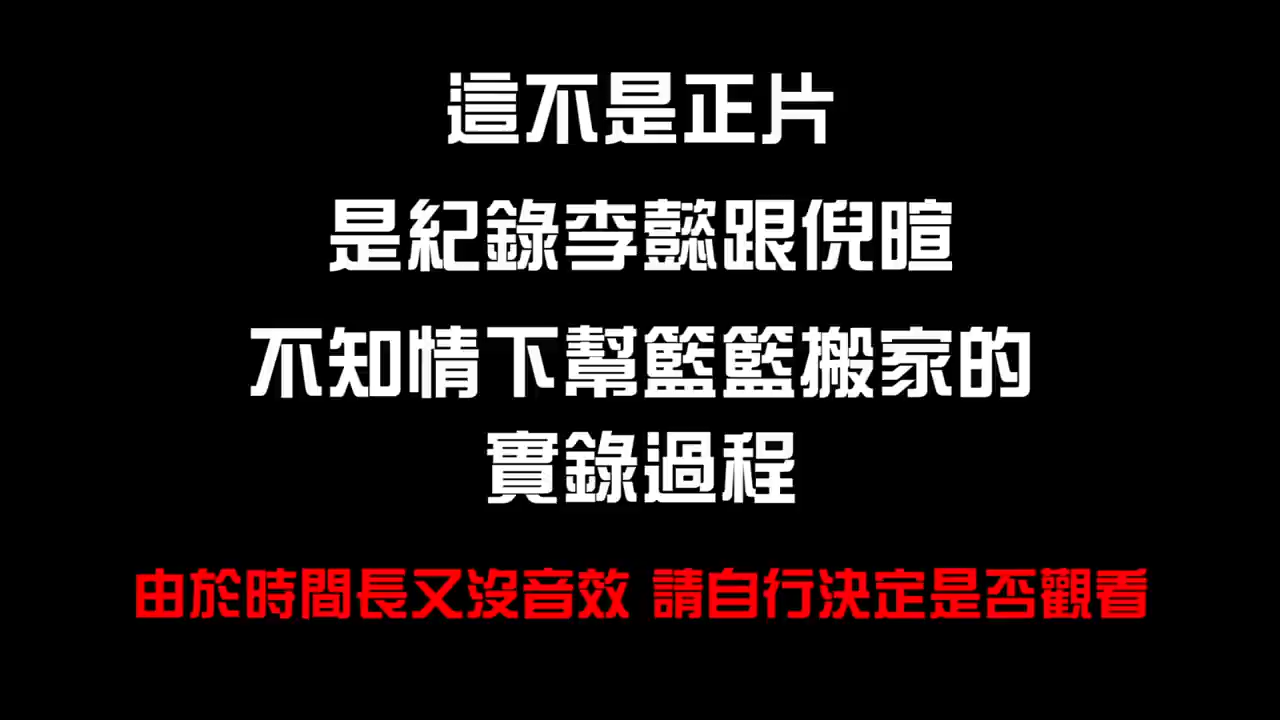 這不是正片
是紀錄李懿跟倪暄
不知情下幫籃籃搬家的
實錄過程
由於時間長又沒音效 請自行決定是否觀看